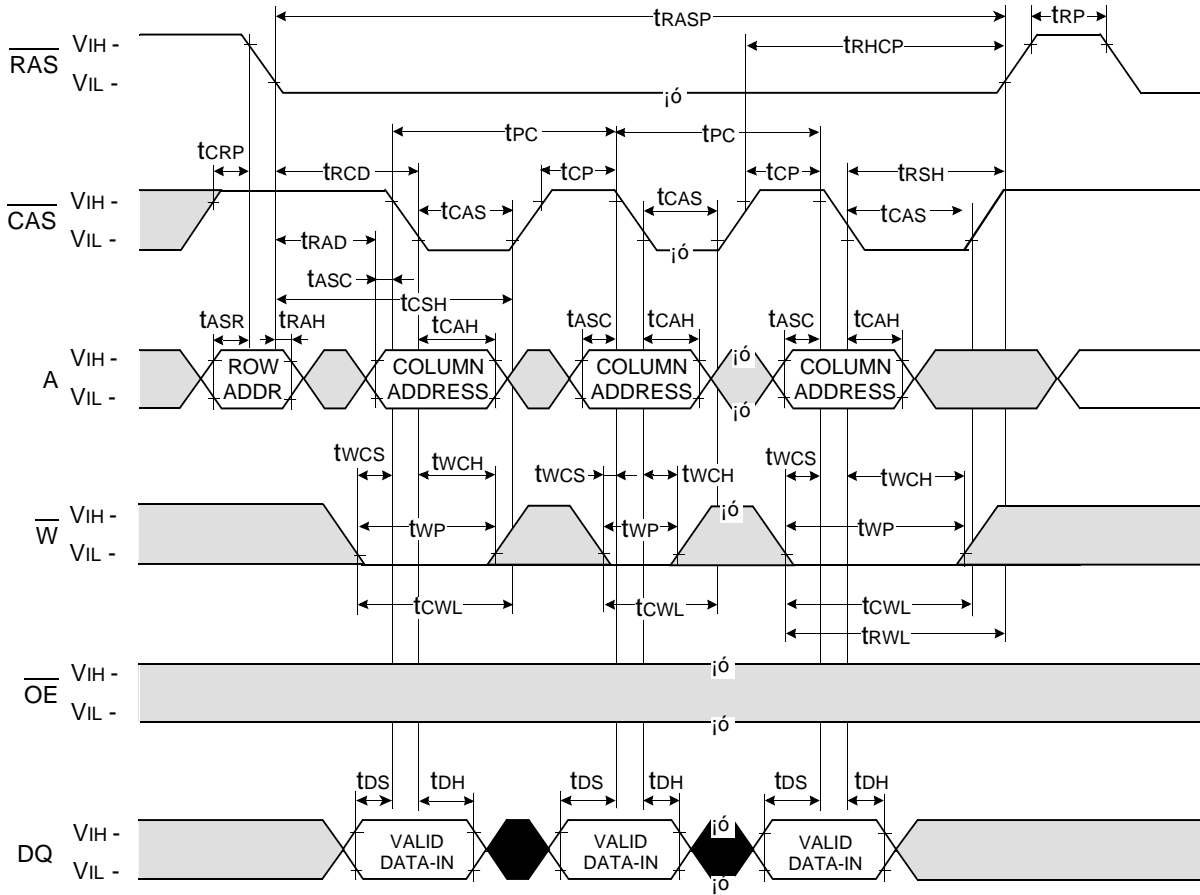 tRASP tRP
RAS VIH - tRHCP
VIL - ¡ó
tCRP tRCD tPC tPC
tCP tCP tRSH
CAS VIH - tCAS tCAS tCAS
VIL - ¡ó
tRAD
tASC tCSH
tASR tRAH tCAH tASC tCAH tASC tCAH
A VIH - ROW ADDR COLUMN ADDRESS COLUMN ADDRESS ¡ó COLUMN ADDRESS
VIL - ¡ó
tWCS tWCH tWCS tWCH tWCS tWCH
W VIH - tWP tWP ¡ó tWP
VIL -
tCWL tCWL tCWL
tRWL
OE VIH - ¡ó
VIL - ¡ó
tDS tDH tDS tDH tDS tDH
DQ VIH - VALID DATA-IN VALID DATA-IN ¡ó VALID DATA-IN
VIL - ¡ó